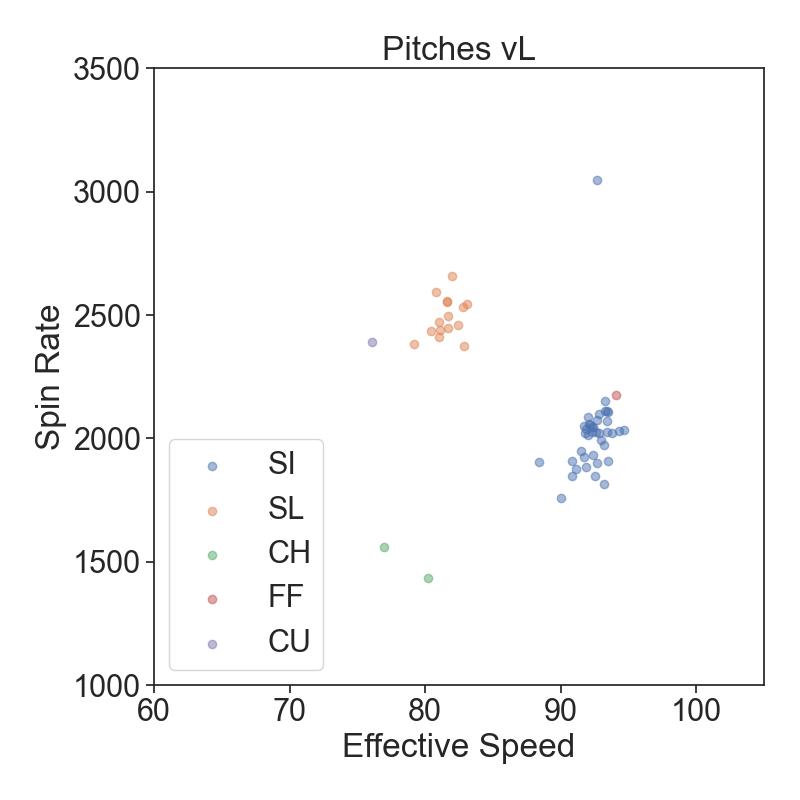 Pitches vL
3500
3000
2500
2000
1500
1000
Spin Rate
SI
SL
CH
FF
CU
60 70 80 90 100
Effective Speed